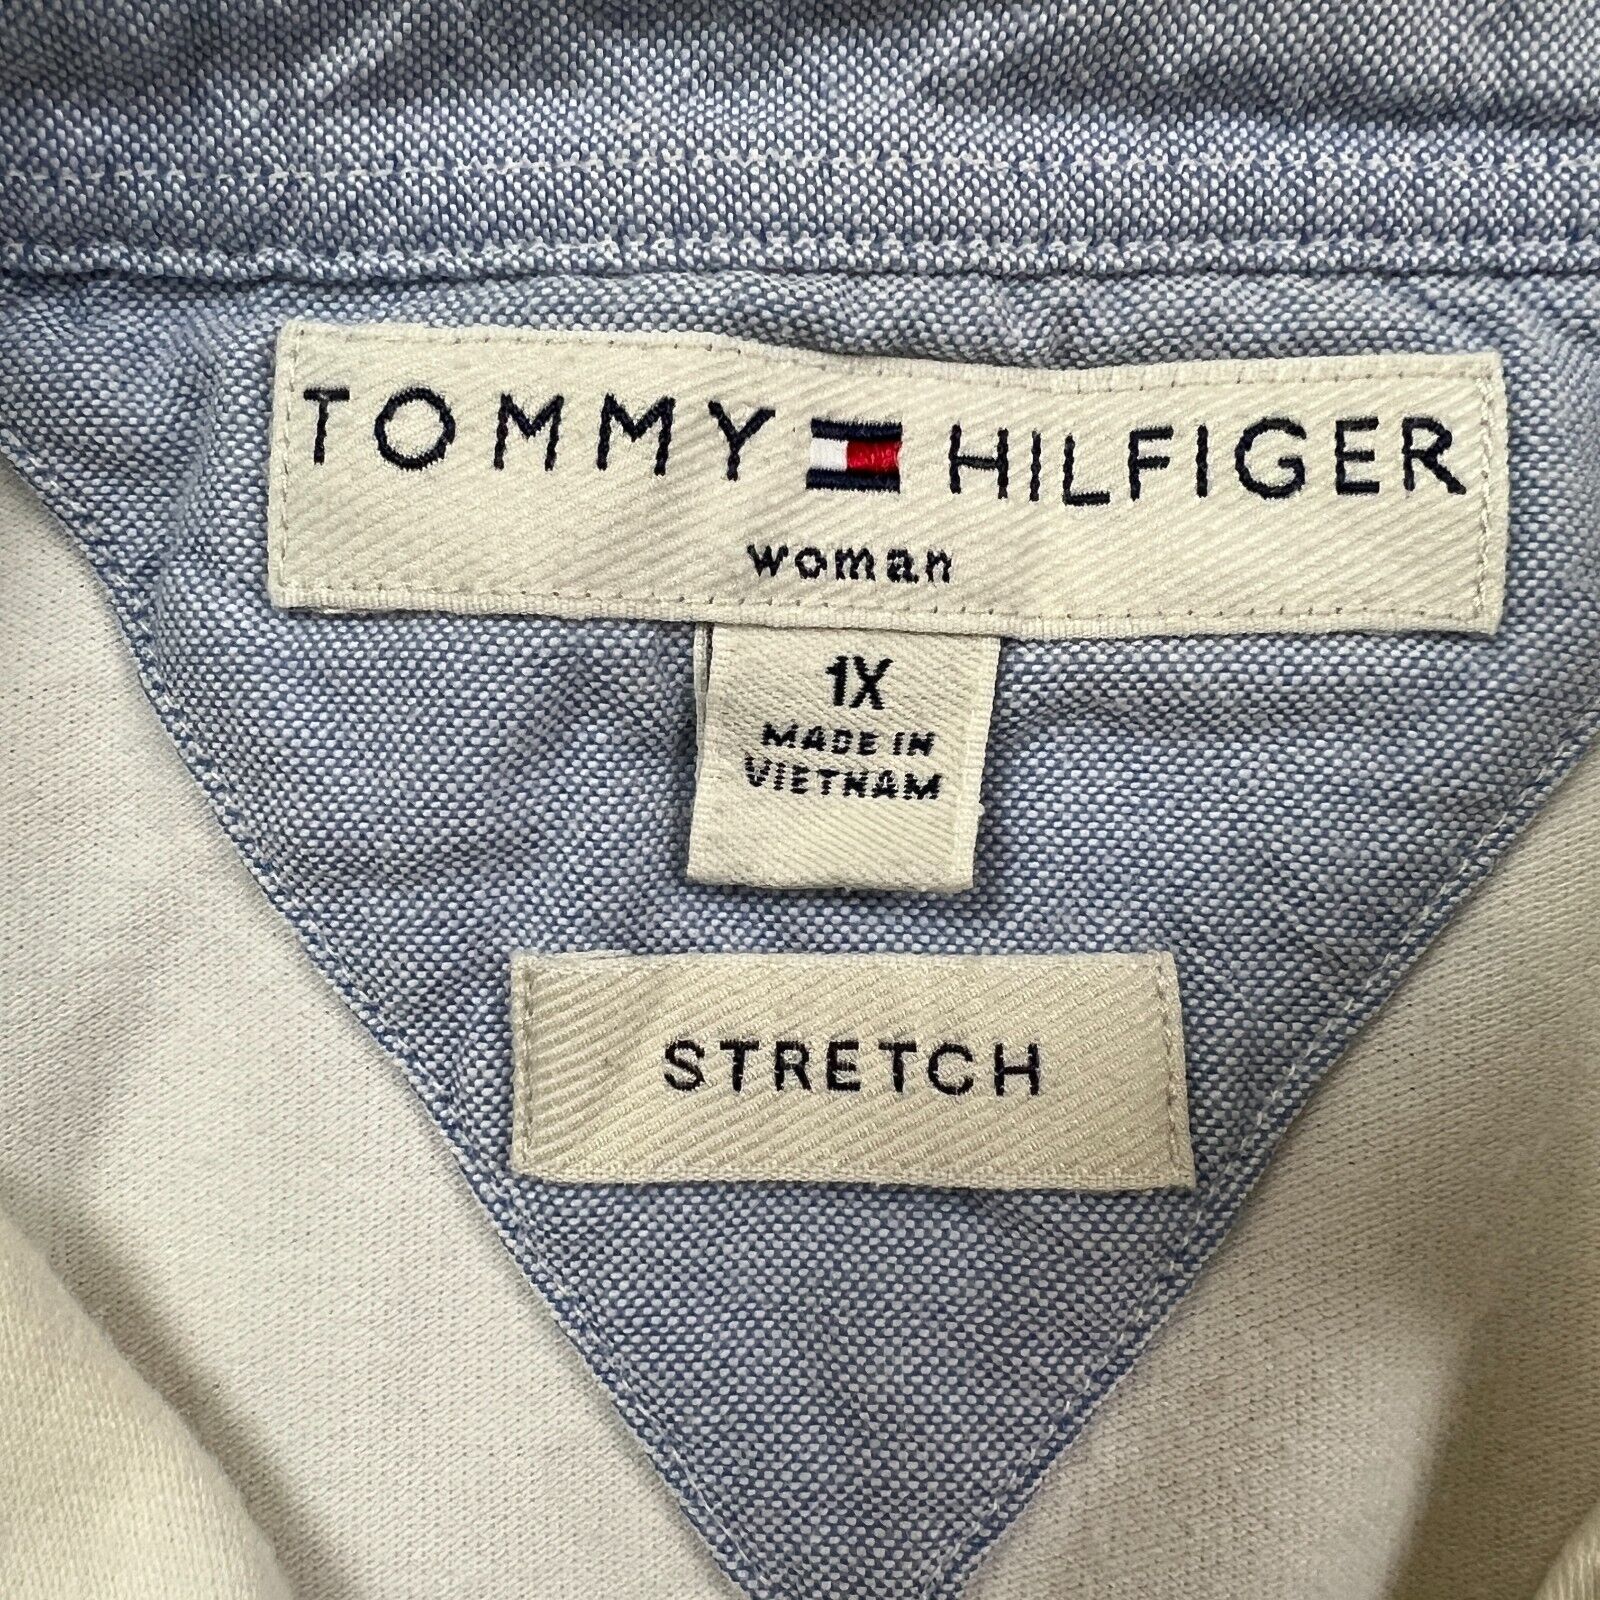 TOMMY HILFIGER
woman
1X
MADE IN
VIETNAM
STRETCH